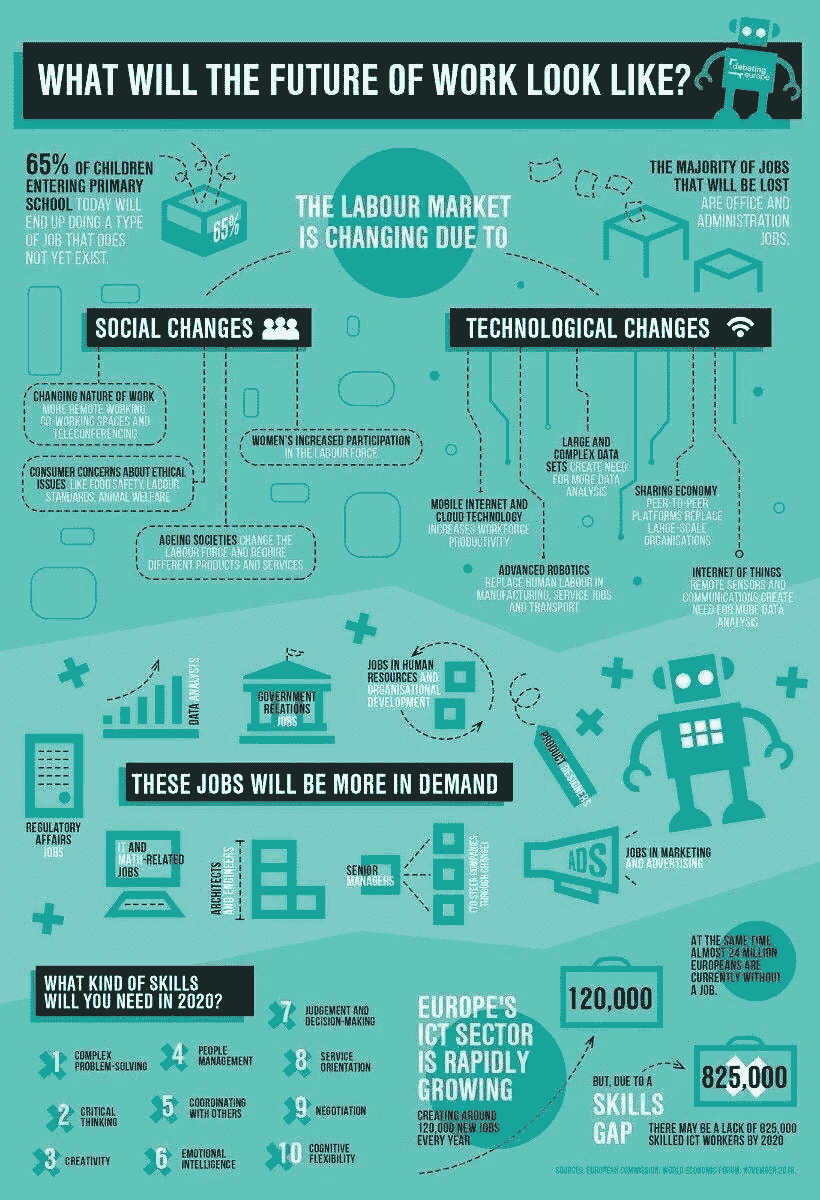 WHAT WILL THE FUTURE OF WORK LOOK LIKE?
debating
europe
65% OF CHILDREN
ENTERING PRIMARY
SCHOOL TODAY WILL
END UP DOING A TYPE
OF JOB THAT DOES
NOT YET EXIST.
65%
THE LABOUR MARKET
IS CHANGING DUE TO
THE MAJORITY OF JOBS
THAT WILL BE LOST
ARE OFFICE AND
ADMINISTRATION
JOBS.
SOCIAL CHANGES
CHANGING NATURE OF WORK
MORE REMOTE WORKING,
CO-WORKING SPACES AND
TELECONFERENCING
CONSUMER CONCERNS ABOUT ETHICAL
ISSUES LIKE FOOD SAFETY, LABOUR
STANDARDS, ANIMAL WELFARE
WOMEN'S INCREASED PARTICIPATION
IN THE LABOUR FORCE
AGEING SOCIETIES CHANGE THE
LABOUR FORCE AND REQUIRE
DIFFERENT PRODUCTS AND SERVICES
TECHNOLOGICAL CHANGES
MOBILE INTERNET AND
CLOUD TECHNOLOGY
INCREASES WORKFORCE
PRODUCTIVITY
LARGE AND
COMPLEX DATA
SETS CREATE NEED
FOR MORE DATA
ANALYSIS
SHARING ECONOMY
PEER-TO-PEER
PLATFORMS REPLACE
LARGE-SCALE
ORGANISATIONS
ADVANCED ROBOTICS
REPLACE HUMAN LABOUR IN
MANUFACTURING, SERVICE JOBS
AND TRANSPORT
INTERNET OF THINGS
REMOTE SENSORS AND
COMMUNICATIONS CREATE
NEED FOR MORE DATA
ANALYSIS
DATA ANALYSTS
GOVERNMENT
RELATIONS
JOBS
JOBS IN HUMAN
RESOURCES AND
ORGANISATIONAL
DEVELOPMENT
PRODUCT DESIGNERS
THESE JOBS WILL BE MORE IN DEMAND
REGULATORY
AFFAIRS
JOBS
IT AND
MATH-RELATED
JOBS
ARCHITECTS
AND ENGINEERS
SENIOR
MANAGERS
(TO STEER COMPANIES
THROUGH CHANGE)
ADS
JOBS IN MARKETING
AND ADVERTISING
WHAT KIND OF SKILLS
WILL YOU NEED IN 2020?
1 COMPLEX
PROBLEM-SOLVING
2 CRITICAL
THINKING
3 CREATIVITY
4 PEOPLE
MANAGEMENT
5 COORDINATING
WITH OTHERS
6 EMOTIONAL
INTELLIGENCE
7 JUDGEMENT AND
DECISION-MAKING
8 SERVICE
ORIENTATION
9 NEGOTIATION
10 COGNITIVE
FLEXIBILITY
EUROPE'S
ICT SECTOR
IS RAPIDLY
GROWING
CREATING AROUND
120,000 NEW JOBS
EVERY YEAR
120,000
AT THE SAME TIME,
ALMOST 24 MILLION
EUROPEANS ARE
CURRENTLY WITHOUT
A JOB.
825,000
BUT, DUE TO A
SKILLS
GAP
THERE MAY BE A LACK OF 825,000
SKILLED ICT WORKERS BY 2020
SOURCES: EUROPEAN COMMISSION, WORLD ECONOMIC FORUM, NOVEMBER 2016.